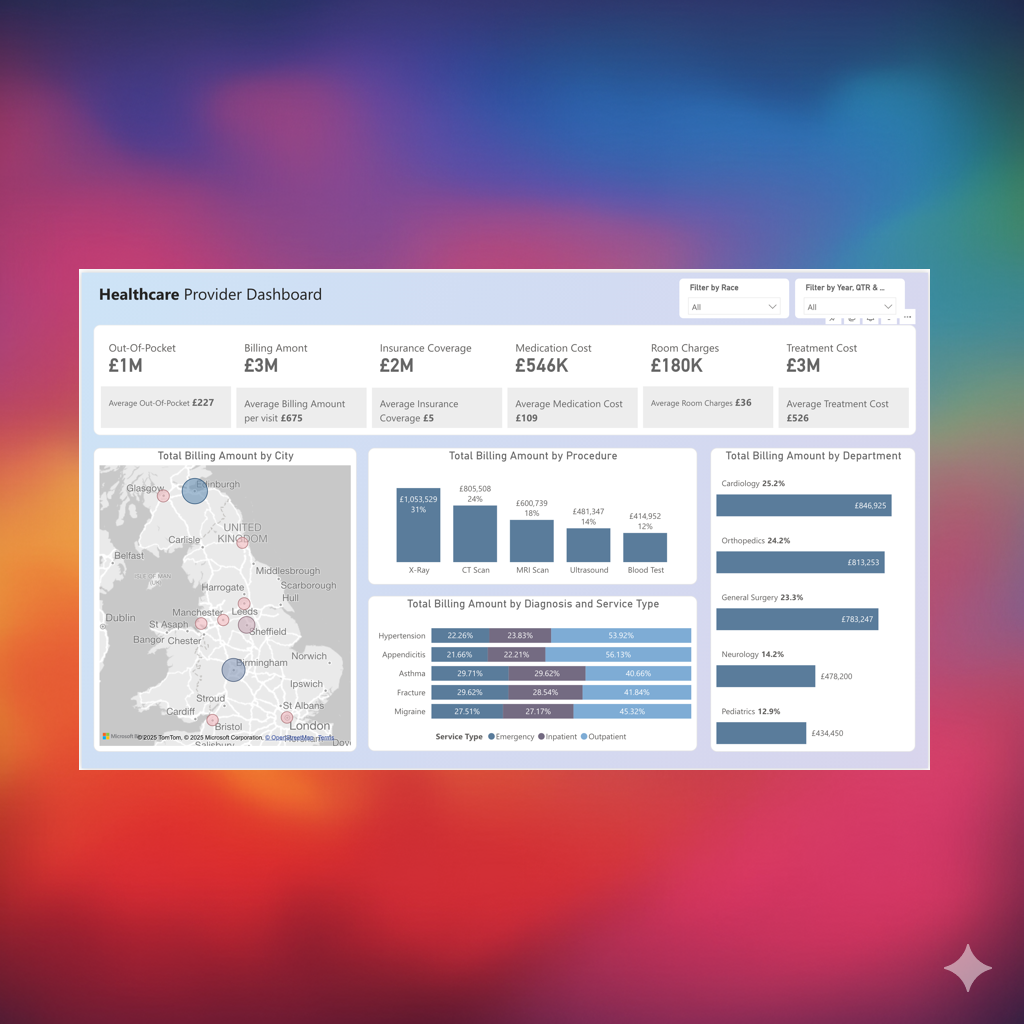 Healthcare Provider Dashboard
Filter by Race
All
Filter by Year, QTR & ...
All
Out-Of-Pocket
£1M
Average Out-Of-Pocket £227
Billing Amont
£3M
Average Billing Amount
per visit £675
Insurance Coverage
£2M
Average Insurance
Coverage £5
Medication Cost
£546K
Average Medication Cost
£109
Room Charges
£180K
Average Room Charges £36
Treatment Cost
£3M
Average Treatment Cost
£526
Total Billing Amount by City
Glasgow
Edinburgh
UNITED
KINGDOM
Carlisle
Belfast
ISLE OF MAN
Middlesbrough
Scarborough
Harrogate
Hull
Manchester
Leeds
Dublin
St Asaph
Sheffield
Bangor
Chester
Birmingham
Norwich
Ipswich
Stroud
St Albans
Cardiff
Bristol
London
Microsoft
©2025 TomTom, © 2025 Microsoft Corporation, © OpenStreetMap Terms
Salisbury
Dov
Total Billing Amount by Procedure
£1,053,529
31%
£805,508
24%
£600,739
18%
£481,347
14%
£414,952
12%
X-Ray
CT Scan
MRI Scan
Ultrasound
Blood Test
Total Billing Amount by Diagnosis and Service Type
Hypertension 22.26% 23.83% 53.92%
Appendicitis 21.66% 22.21% 56.13%
Asthma 29.71% 29.62% 40.66%
Fracture 29.62% 28.54% 41.84%
Migraine 27.51% 27.17% 45.32%
Service Type Emergency Inpatient Outpatient
Total Billing Amount by Department
Cardiology 25.2%
£846,925
Orthopedics 24.2%
£813,253
General Surgery 23.3%
£783,247
Neurology 14.2%
£478,200
Pediatrics 12.9%
£434,450